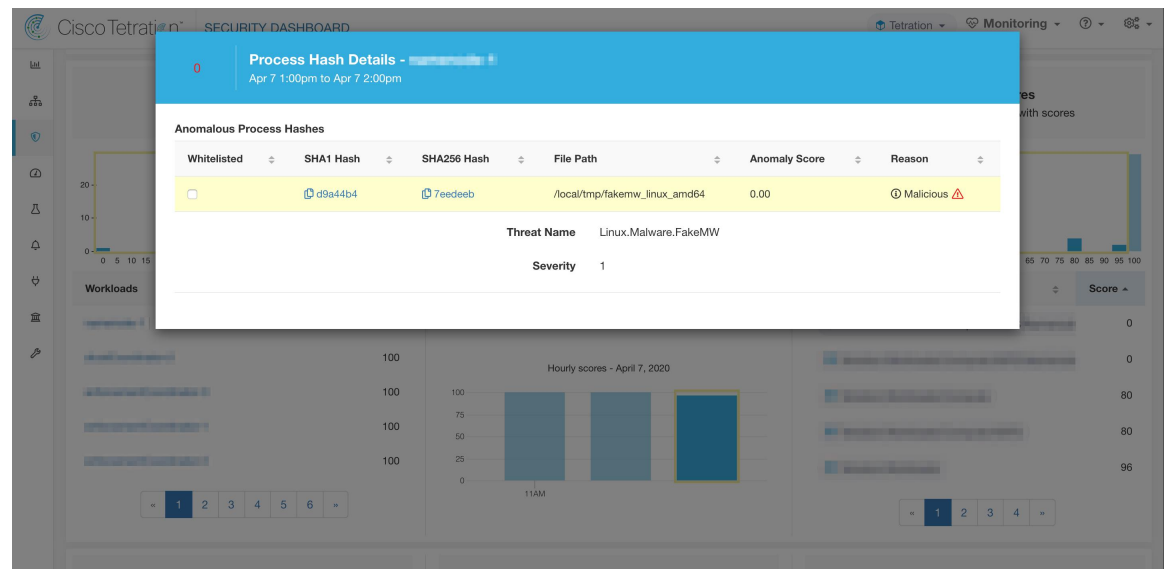 Cisco Tetration™ SECURITY DASHBOARD
Tetration
Monitoring
0
Process Hash Details -
Apr 7 1:00pm to Apr 7 2:00pm
Anomalous Process Hashes
Whitelisted SHA1 Hash SHA256 Hash File Path Anomaly Score Reason
d9a44b4 7eedeeb /local/tmp/fakemw_linux_amd64 0.00 Malicious
Threat Name Linux.Malware.FakeMW
Severity 1
with scores
20
10
0
0 5 10 15
65 70 75 80 85 90 95 100
Workloads
Score
0
100
0
100
80
100
80
100
96
Hourly scores - April 7, 2020
100
75
50
25
0
11AM
« 1 2 3 4 5 6 »
« 1 2 3 4 »